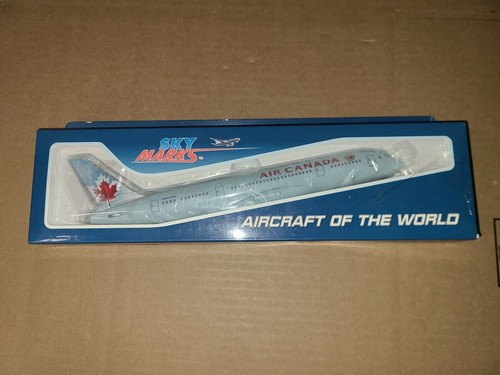 SKY
MARKS
AIR CANADA
AIRCRAFT OF THE WORLD